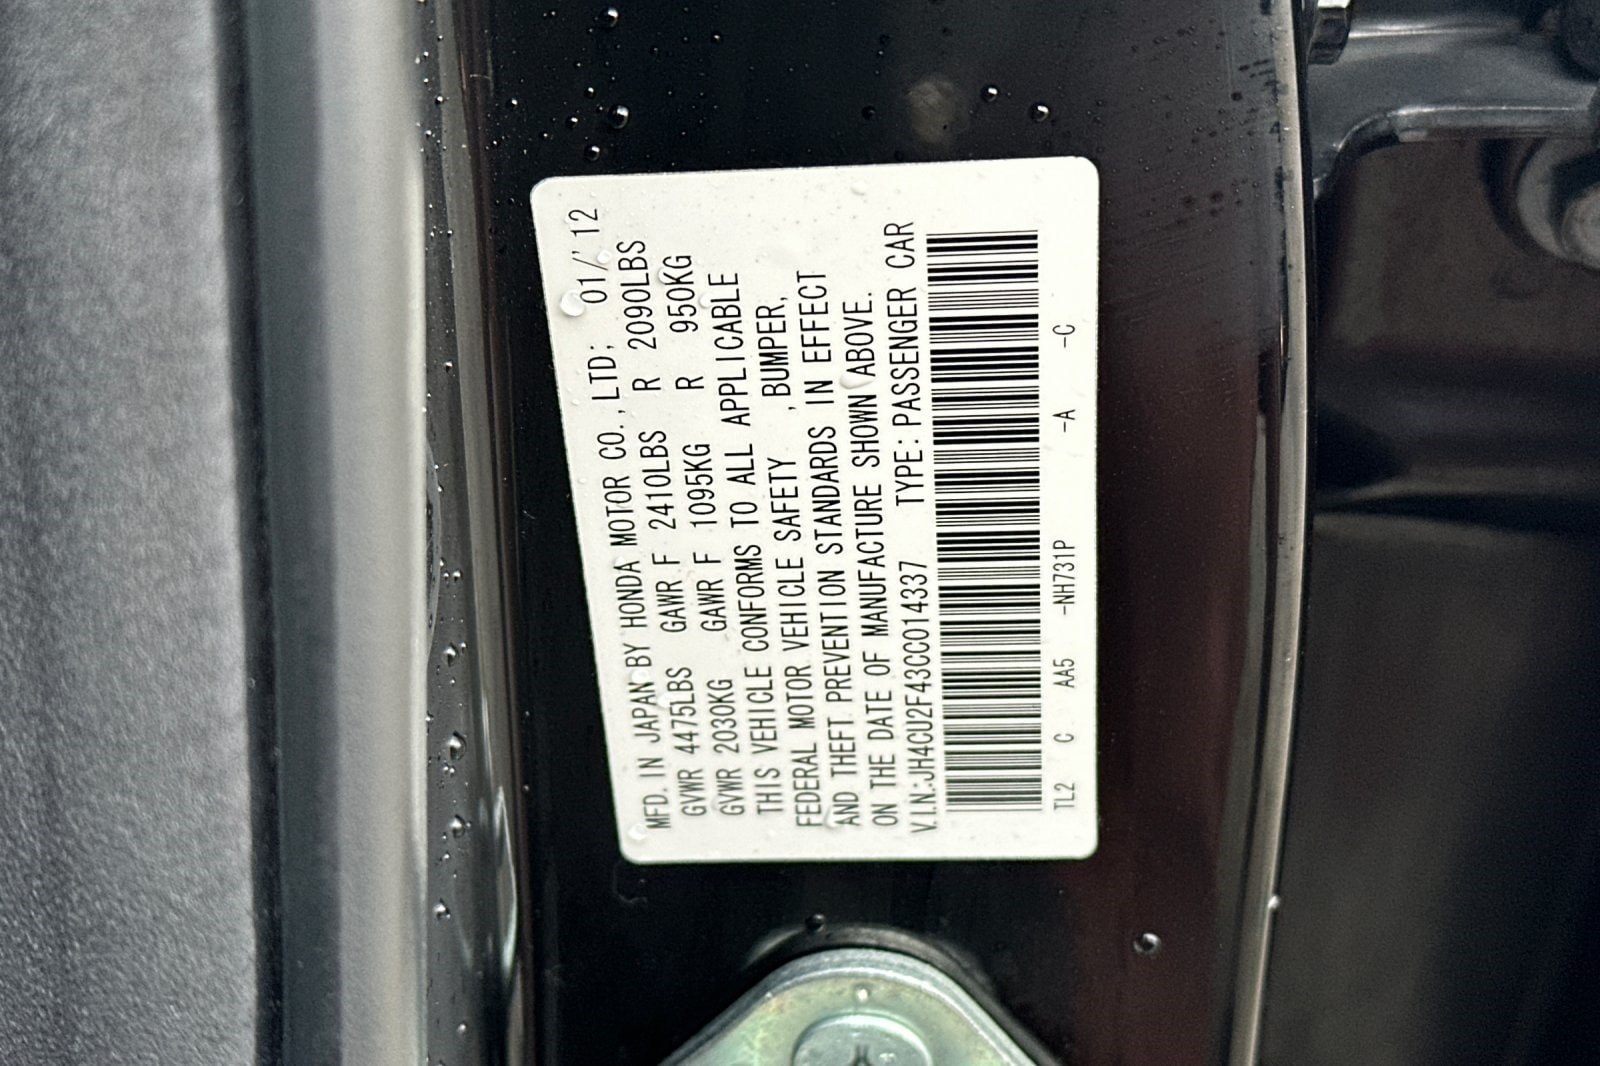 MFD. IN JAPAN BY HONDA MOTOR CO., LTD; 01/'12
GVWR 4475LBS GAWR F 2410LBS R 2090LBS
GVWR 2030KG GAWR F 1095KG R 950KG
THIS VEHICLE CONFORMS TO ALL APPLICABLE
FEDERAL MOTOR VEHICLE SAFETY , BUMPER,
AND THEFT PREVENTION STANDARDS IN EFFECT
ON THE DATE OF MANUFACTURE SHOWN ABOVE.
V.I.N.:JH4CU2F43CC014337 TYPE: PASSENGER CAR
TL2 C AA5 -NH731P -A -C